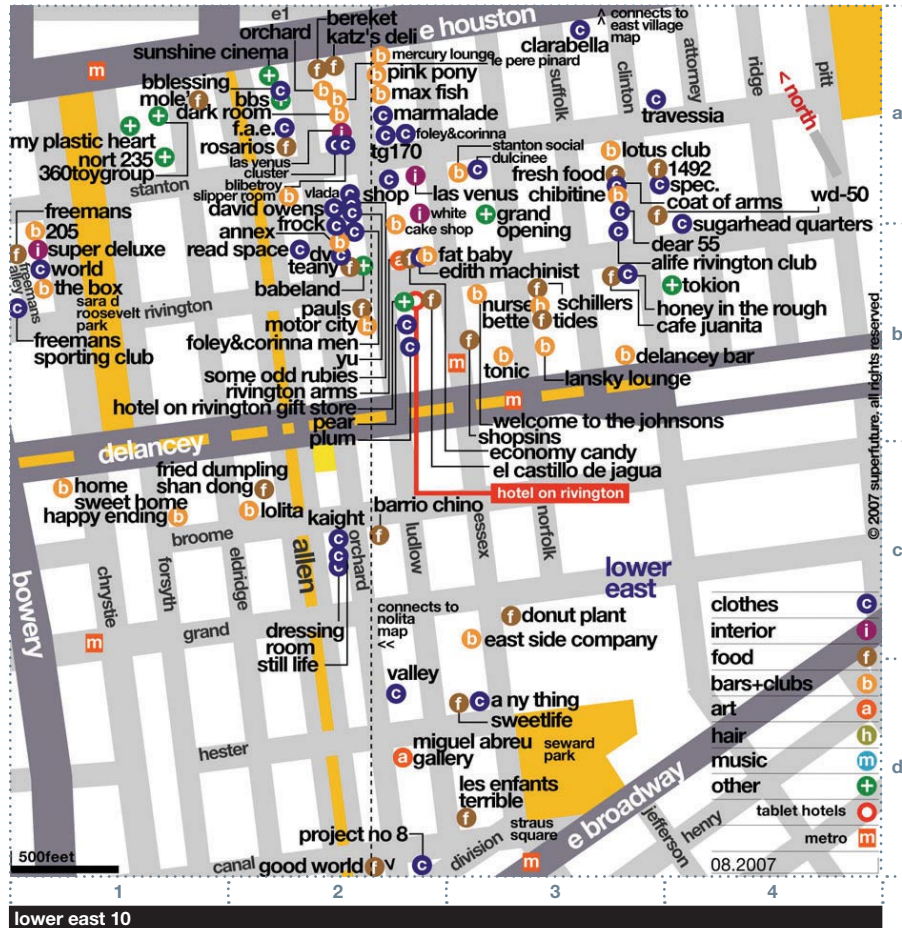 e1
bereket
katz's deli
orchard
sunshine cinema
e houston
^
^ connects to
east village
map
clarabella
mercury lounge
le pere pinard
pink pony
max fish
bblessing
mole
bbs
dark room
marmalade
f.a.e.
foley&corinna
rosarios
tg170
my plastic heart
nort 235
360toygroup
las venus
cluster
blibetroy
slipper room
stanton
suffolk
clinton
attorney
ridge
pitt
< north
travessia
stanton social
dulcinee
lotus club
fresh food
1492
spec.
chibitine
coat of arms
wd-50
vlada
shop
las venus
david owens
white
grand
opening
frock
cake shop
sugarhead quarters
dear 55
annex
read space
dv
fat baby
alife rivington club
teany
edith machinist
babeland
tokion
freemans
205
super deluxe
world
the box
freemans
alley
sara d
roosevelt
park
rivington
freemans
sporting club
pauls
motor city
nurse
bette
schillers
tides
honey in the rough
cafe juanita
foley&corinna men
yu
some odd rubies
rivington arms
hotel on rivington gift store
pear
plum
tonic
delancey bar
lansky lounge
welcome to the johnsons
shopsins
economy candy
el castillo de jagua
hotel on rivington
delancey
home
sweet home
happy ending
fried dumpling
shan dong
lolita
kaight
barrio chino
broome
bowery
chrystie
forsyth
eldridge
allen
orchard
ludlow
essex
norfolk
lower
east
grand
dressing
room
still life
connects to
nolita
map
<<
donut plant
east side company
valley
a ny thing
sweetlife
hester
miguel abreu
gallery
seward
park
les enfants
terrible
straus
square
e broadway
project no 8
good world
v
canal
division
jefferson
henry
500feet
clothes c
interior i
food f
bars+clubs b
art a
hair h
music m
other +
tablet hotels
metro m
08.2007
© 2007 superfuture, all rights reserved
a
b
c
d
1
2
3
4
lower east 10